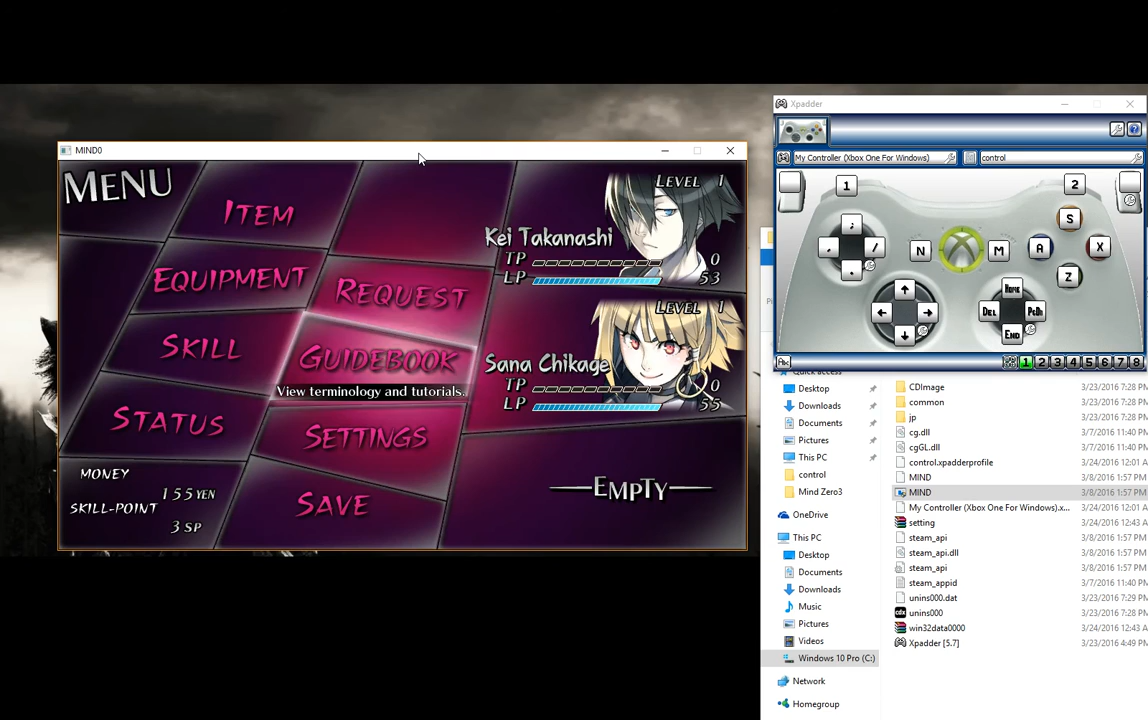 MIND0
MENU
ITEM
EQUIPMENT
REQUEST
SKILL
GUIDEBOOK
View terminology and tutorials.
STATUS
SETTINGS
SAVE
MONEY
155 YEN
SKILL-POINT
3 SP
LEVEL 1
Kei Takanashi
TP 0
LP 53
LEVEL 1
Sana Chikage
TP 0
LP 55
EMPTY
Xpadder
My Controller (Xbox One For Windows)
control
1
2
;
S
,
/
N
M
A
X
.
Z
↑
Home
←
→
Del
PgDn
↓
End
1 2 3 4 5 6 7 8
Quick access
Desktop
Downloads
Documents
Pictures
This PC
control
Mind Zero3
OneDrive
This PC
Desktop
Documents
Downloads
Music
Pictures
Videos
Windows 10 Pro (C:)
Network
Homegroup
CDImage 3/23/2016 7:28 PM
common 3/23/2016 7:28 PM
jp 3/23/2016 7:28 PM
cg.dll 3/7/2016 11:40 PM
cgGL.dll 3/7/2016 11:40 PM
control.xpadderprofile 3/24/2016 12:01 A
MIND 3/8/2016 1:57 PM
MIND 3/8/2016 1:57 PM
My Controller (Xbox One For Windows).x... 3/24/2016 12:01 A
setting 3/24/2016 12:43 A
steam_api 3/8/2016 1:57 PM
steam_api.dll 3/8/2016 1:57 PM
steam_api 3/8/2016 1:57 PM
steam_appid 3/7/2016 11:40 P
unins000.dat 3/23/2016 7:29 PM
unins000 3/23/2016 7:28 PM
win32data0000 3/24/2016 12:43 A
Xpadder [5.7] 3/23/2016 4:49 PM